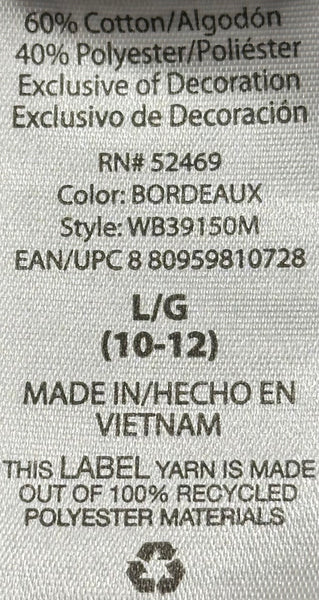 60% Cotton/Algodón
40% Polyester/Poliéster
Exclusive of Decoration
Exclusivo de Decoración
RN# 52469
Color: BORDEAUX
Style: WB39150M
EAN/UPC 8 80959810728
L/G
(10-12)
MADE IN/HECHO EN
VIETNAM
THIS LABEL YARN IS MADE
OUT OF 100% RECYCLED
POLYESTER MATERIALS